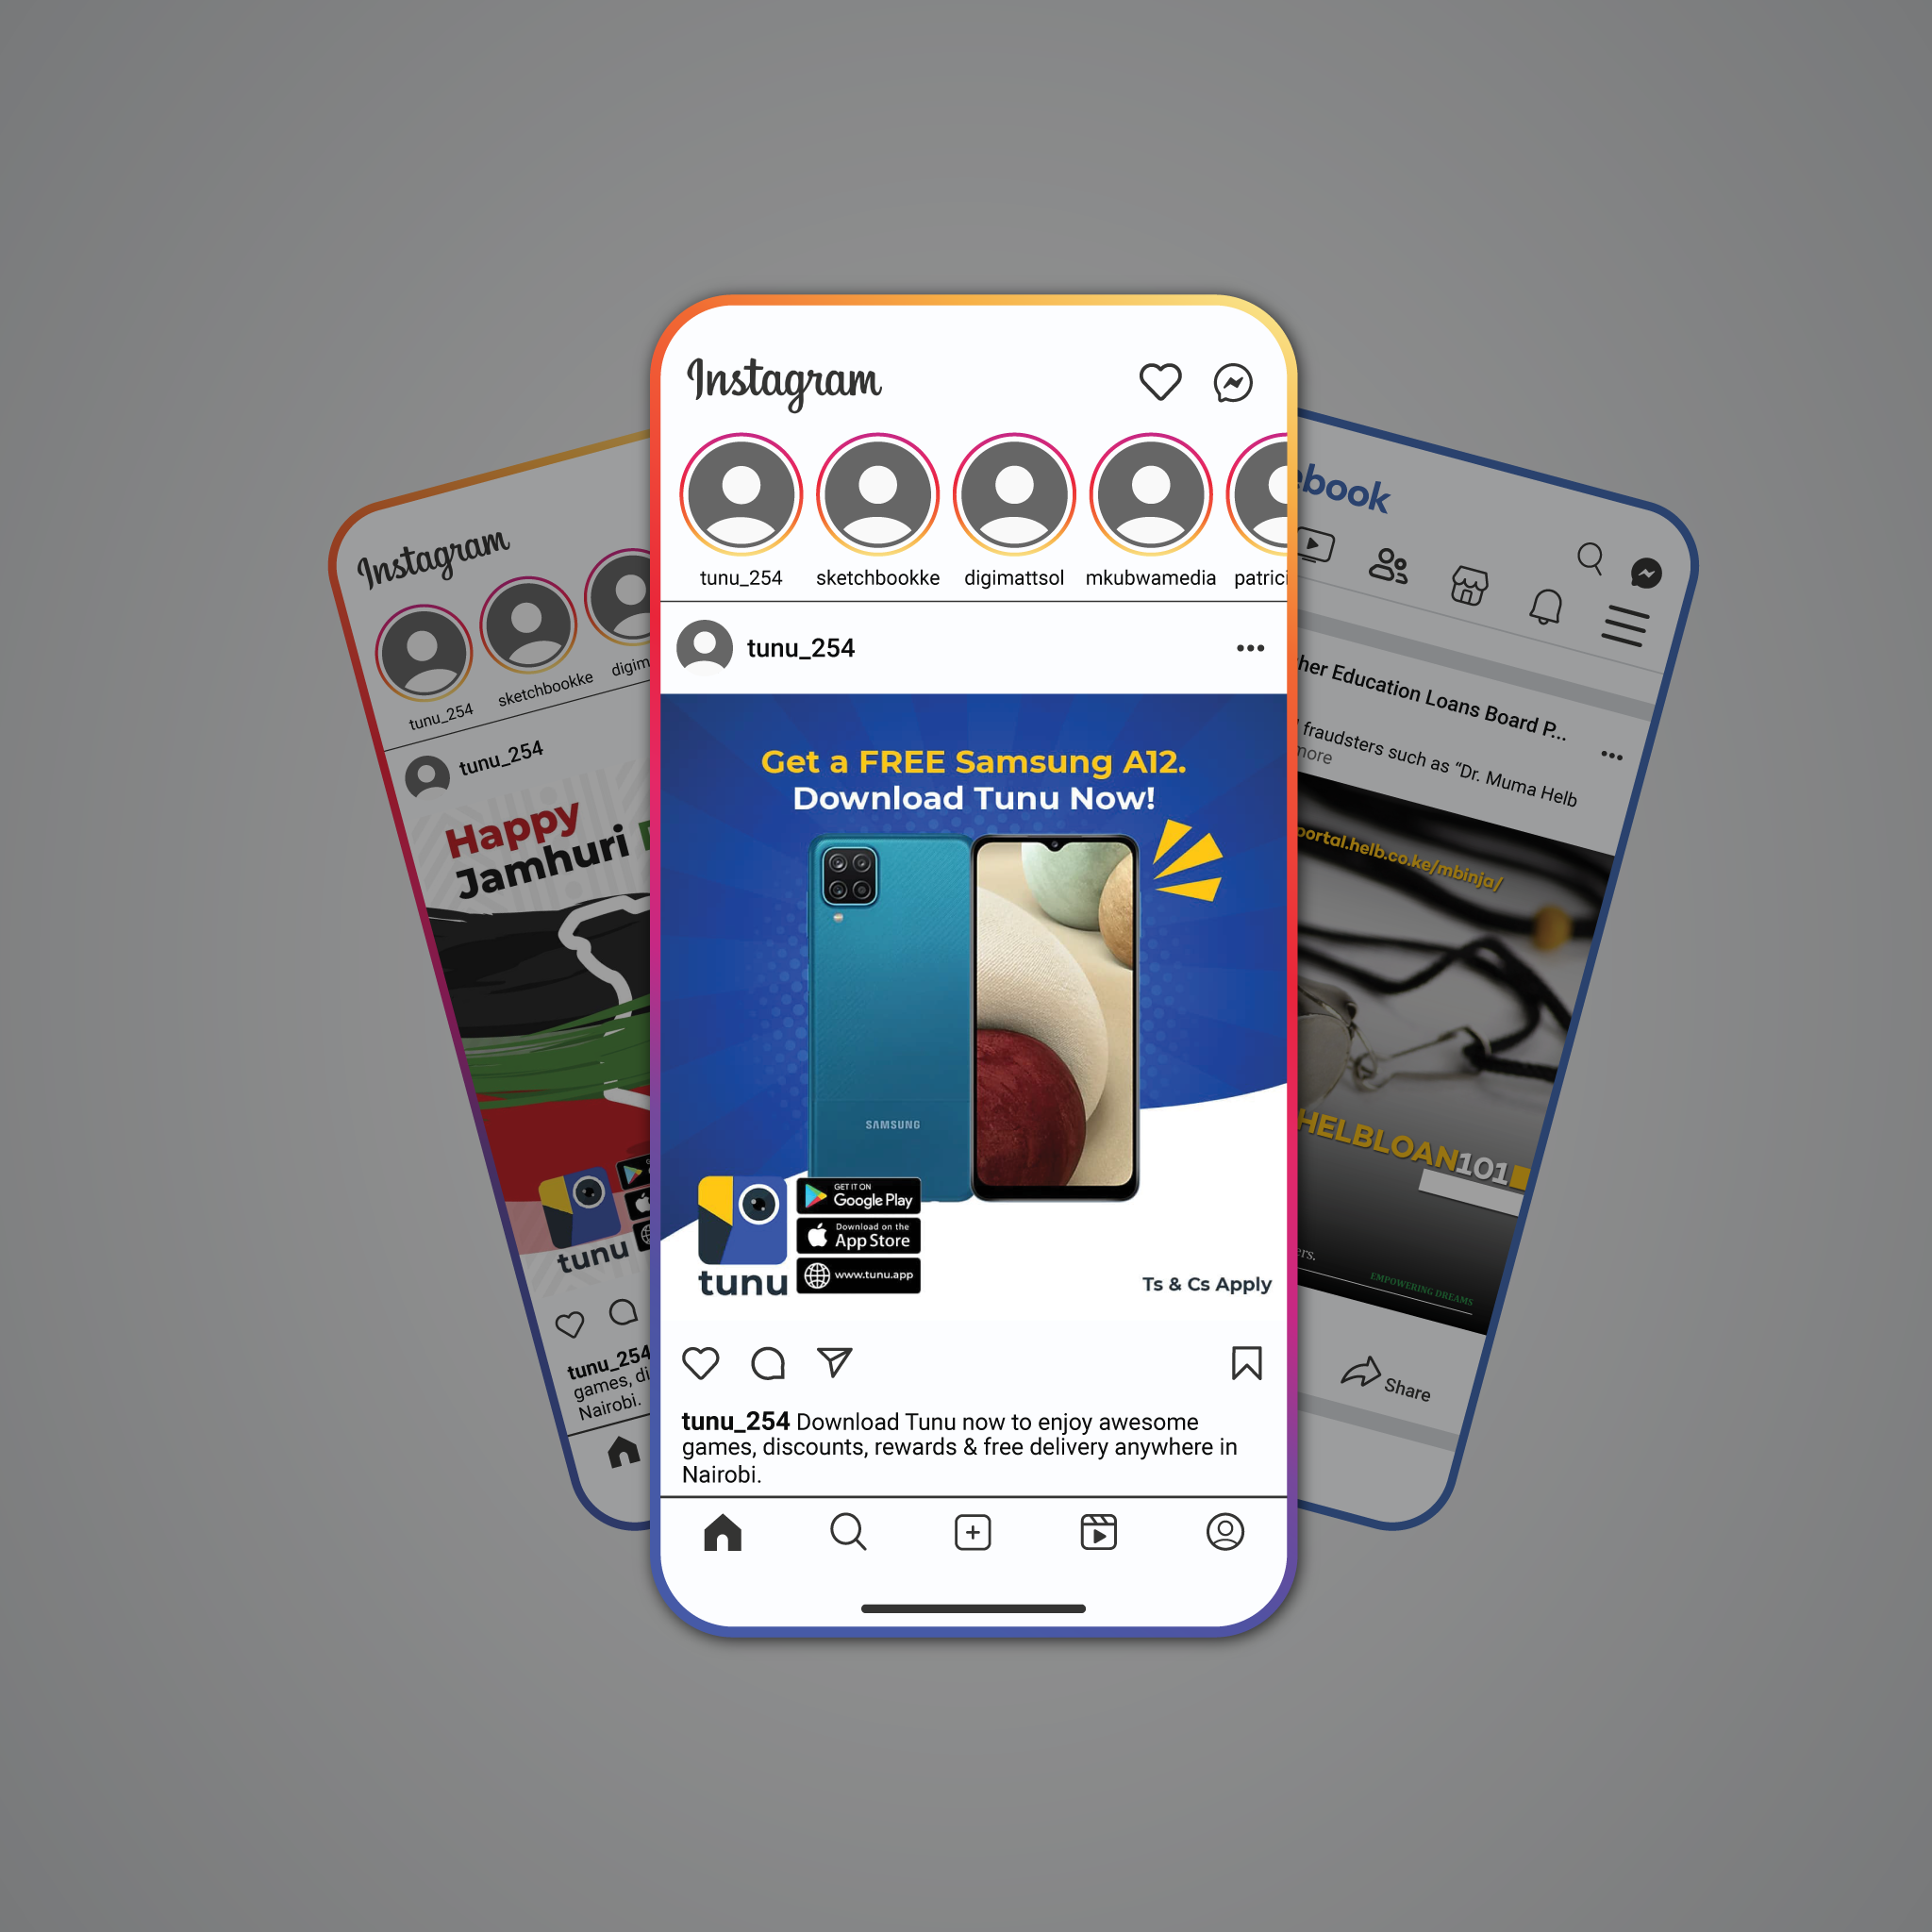 Instagram
tunu_254
sketchbookke
digim
tunu_254
Happy
Jamhuri
tunu
tunu_254
games, di
Nairobi.
Instagram
tunu_254
sketchbookke
digimattsol
mkubwamedia
patrici
tunu_254
Get a FREE Samsung A12.
Download Tunu Now!
SAMSUNG
tunu
GET IT ON
Google Play
Download on the
App Store
www.tunu.app
Ts & Cs Apply
tunu_254 Download Tunu now to enjoy awesome
games, discounts, rewards & free delivery anywhere in
Nairobi.
ebook
her Education Loans Board P...
fraudsters such as “Dr. Muma Helb
more
portal.helb.co.ke/mbinja/
HELBLOAN101
ers.
EMPOWERING DREAMS
Share